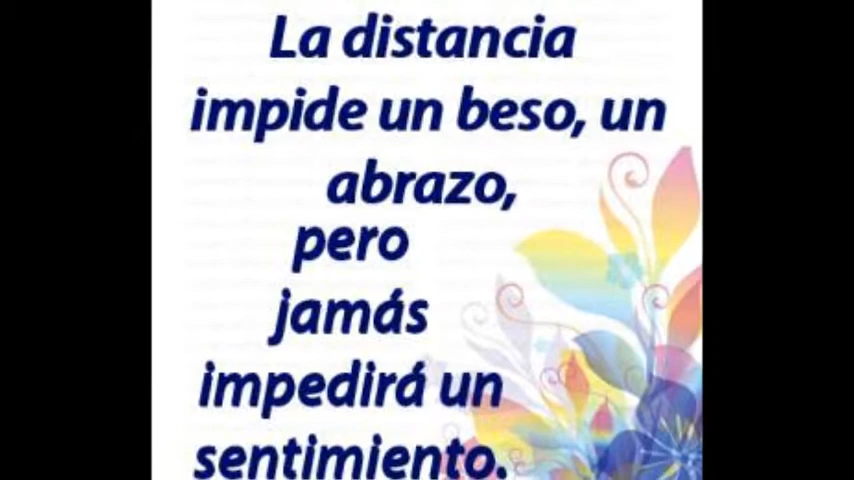 La distancia
impide un beso, un
abrazo,
pero
jamás
impedirá un
sentimiento.